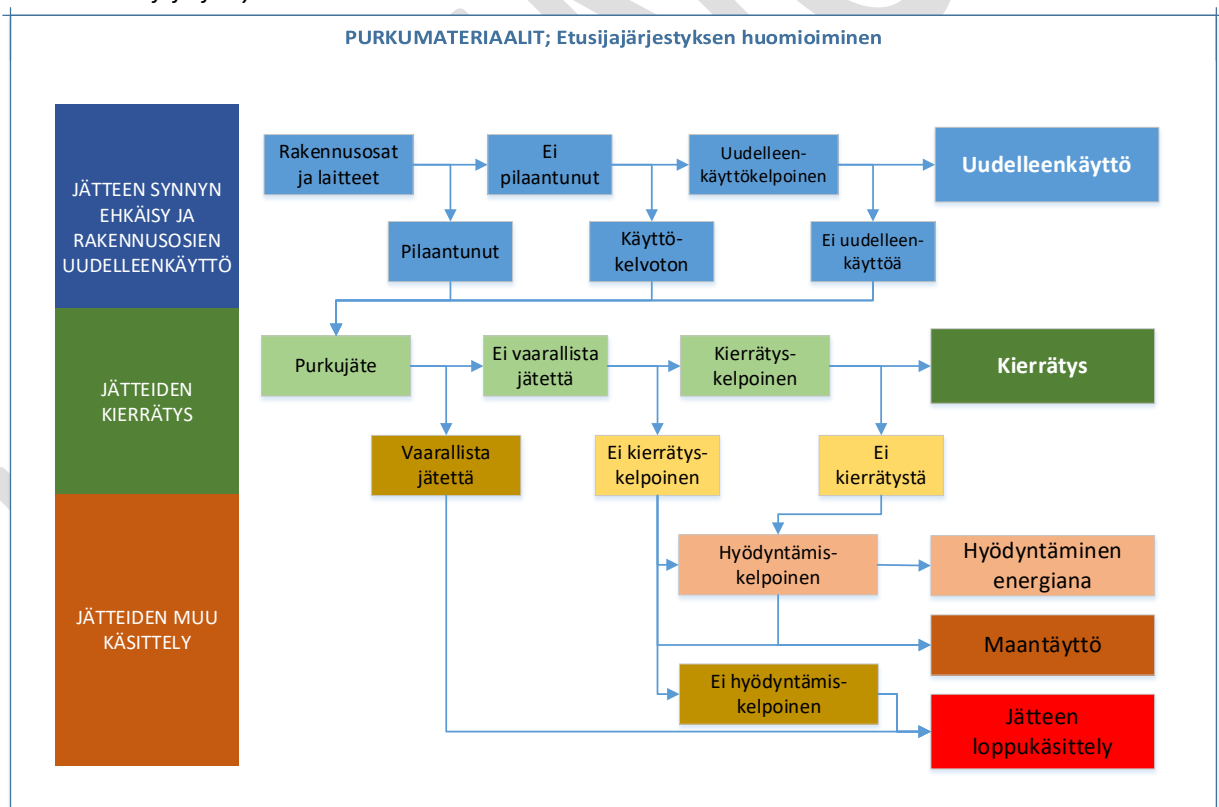 PURKUMATERIAALIT; Etusijajärjestyksen huomioiminen
JÄTTEEN SYNNYN
EHKÄISY JA
RAKENNUSOSIEN
UUDELLEENKÄYTTÖ
Rakennusosat
ja laitteet
Ei
pilaantunut
Uudelleen-
käyttökelpoinen
Uudelleenkäyttö
Pilaantunut
Käyttö-
kelvoton
Ei uudelleen-
käyttöä
JÄTTEIDEN
KIERRÄTYS
Purkujäte
Ei vaarallista
jätettä
Kierrätys-
kelpoinen
Kierrätys
Vaarallista
jätettä
Ei kierrätys-
kelpoinen
Ei
kierrätystä
JÄTTEIDEN MUU
KÄSITTELY
Hyödyntämis-
kelpoinen
Hyödyntäminen
energiana
Maantäyttö
Ei hyödyntämis-
kelpoinen
Jätteen
loppukäsittely